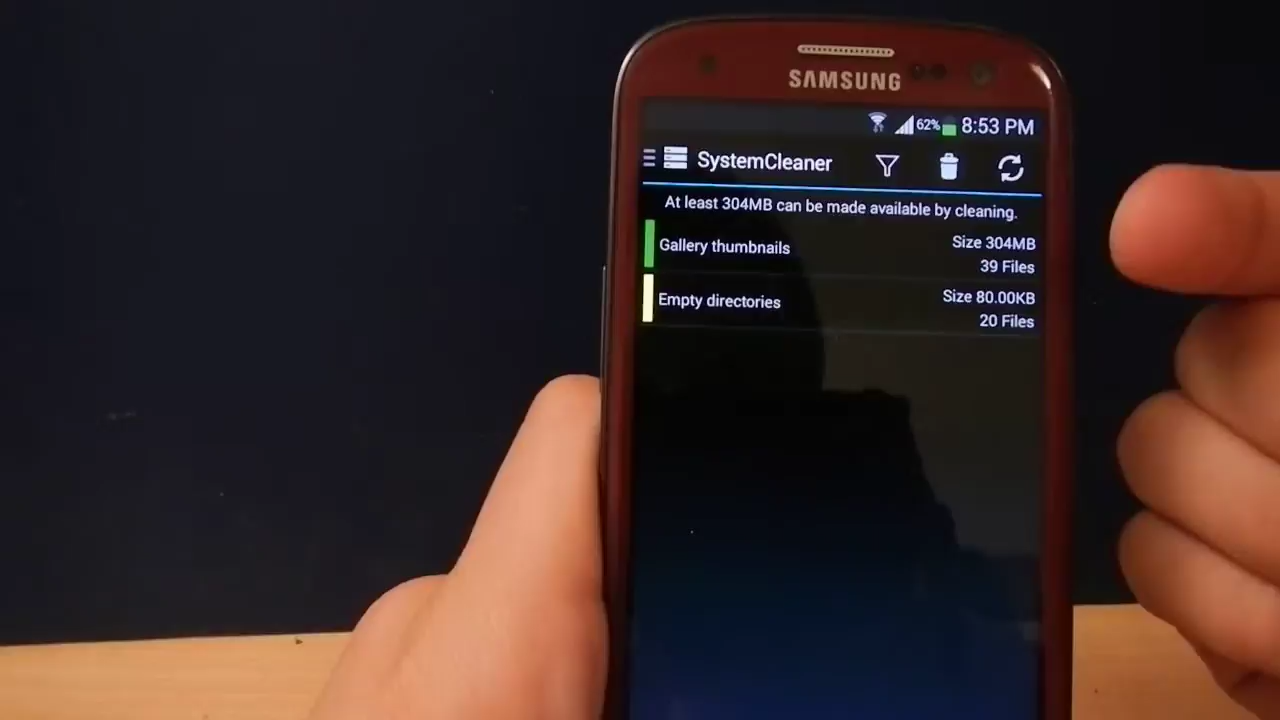 SAMSUNG
62% 8:53 PM
SystemCleaner
At least 304MB can be made available by cleaning.
Gallery thumbnails
Size 304MB
39 Files
Empty directories
Size 80.00KB
20 Files